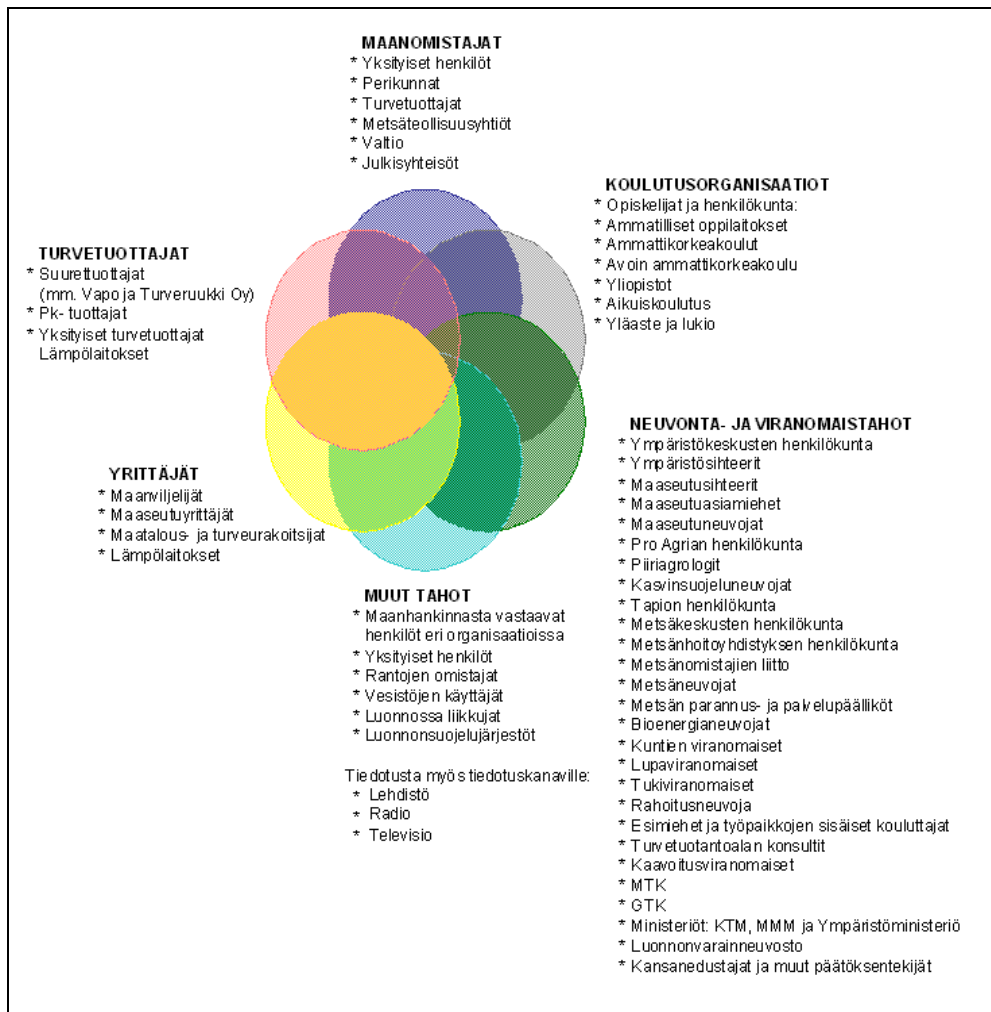 MAANOMISTAJAT
* Yksityiset henkilöt
* Perikunnat
* Turvetuottajat
* Metsäteollisuusyhtiöt
* Valtio
* Julkisyhteisöt
KOULUTUSORGANISAATIOT
* Opiskelijat ja henkilökunta:
* Ammatilliset oppilaitokset
* Ammattikorkeakoulut
* Avoin ammattikorkeakoulu
* Yliopistot
* Aikuiskoulutus
* Yläaste ja lukio
TURVETUOTTAJAT
* Suurettuottajat
(mm. Vapo ja Turveruukki Oy)
* Pk- tuottajat
* Yksityiset turvetuottajat
Lämpölaitokset
NEUVONTA- JA VIRANOMAISTAHOT
* Ympäristökeskusten henkilökunta
* Ympäristösihteerit
* Maaseutusihteerit
* Maaseutuasiamiehet
* Maaseutuneuvojat
* Pro Agrian henkilökunta
* Piiriagrologit
* Kasvinsuojeluneuvojat
* Tapion henkilökunta
* Metsäkeskusten henkilökunta
* Metsänhoitoyhdistyksen henkilökunta
* Metsänomistajien liitto
* Metsäneuvojat
* Metsän parannus- ja palvelupäälliköt
* Bioenergianeuvojat
* Kuntien viranomaiset
* Lupaviranomaiset
* Tukiviranomaiset
* Rahoitusneuvoja
* Esimiehet ja työpaikkojen sisäiset kouluttajat
* Turvetuotantoalan konsultit
* Kaavoitusviranomaiset
* MTK
* GTK
* Ministeriöt: KTM, MMM ja Ympäristöministeriö
* Luonnonvarainneuvosto
* Kansanedustajat ja muut päätöksentekijät
YRITTÄJÄT
* Maanviljelijät
* Maaseutuyrittäjät
* Maatalous- ja turveurakoitsijat
* Lämpölaitokset
MUUT TAHOT
* Maanhankinnasta vastaavat
henkilöt eri organisaatioissa
* Yksityiset henkilöt
* Rantojen omistajat
* Vesistöjen käyttäjät
* Luonnossa liikkujat
* Luonnonsuojelujärjestöt
Tiedotusta myös tiedotuskanaville:
* Lehdistö
* Radio
* Televisio